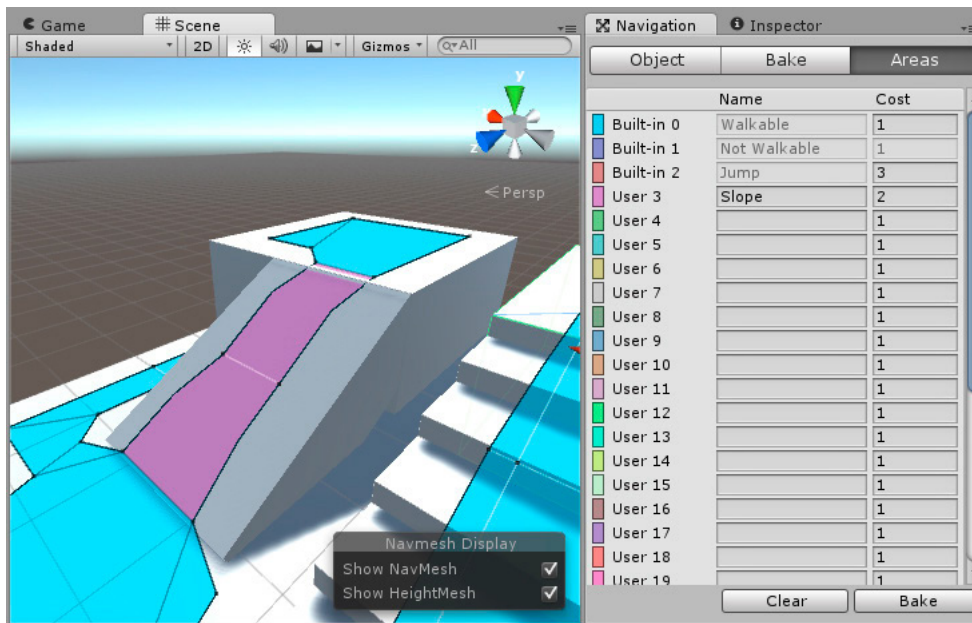 Game
Scene
Shaded
2D
Gizmos
All
y
z
Persp
Navmesh Display
Show NavMesh
Show HeightMesh
Navigation
Inspector
Object Bake Areas
Name Cost
Built-in 0 Walkable 1
Built-in 1 Not Walkable 1
Built-in 2 Jump 3
User 3 Slope 2
User 4 1
User 5 1
User 6 1
User 7 1
User 8 1
User 9 1
User 10 1
User 11 1
User 12 1
User 13 1
User 14 1
User 15 1
User 16 1
User 17 1
User 18 1
User 19 1
Clear Bake